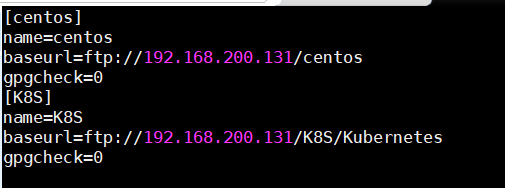 [centos]
name=centos
baseurl=ftp://192.168.200.131/centos
gpgcheck=0
[K8S]
name=K8S
baseurl=ftp://192.168.200.131/K8S/Kubernetes
gpgcheck=0